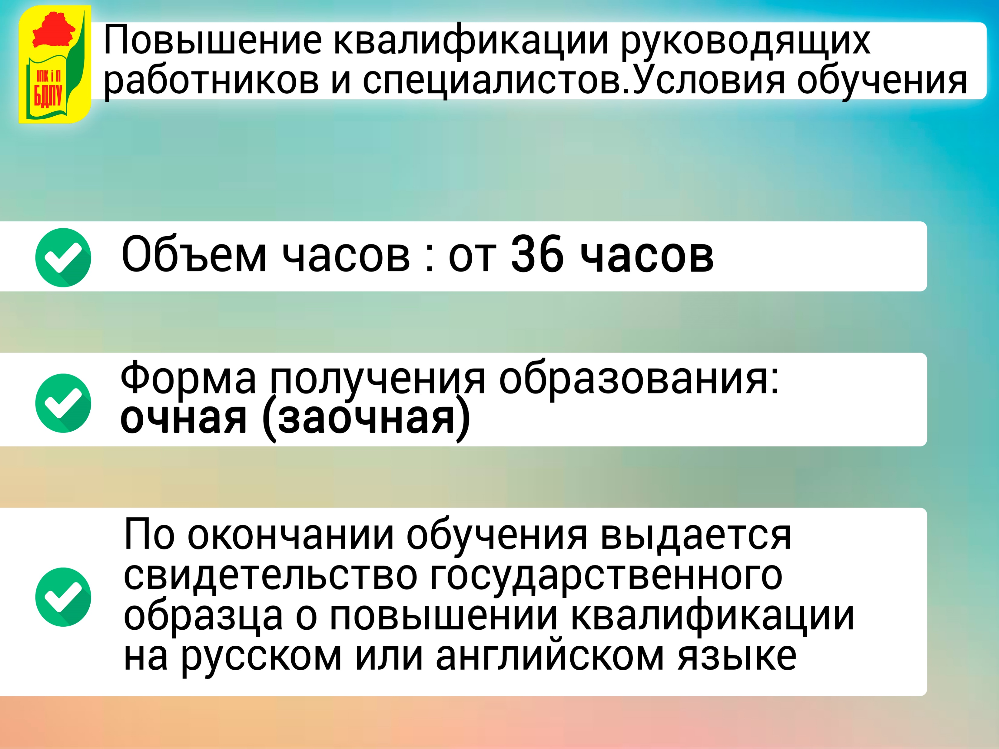 Повышение квалификации руководящих
работников и специалистов.Условия обучения
ІПК і П
БДПУ
Объем часов : от 36 часов
Форма получения образования:
очная (заочная)
По окончании обучения выдается
свидетельство государственного
образца о повышении квалификации
на русском или английском языке